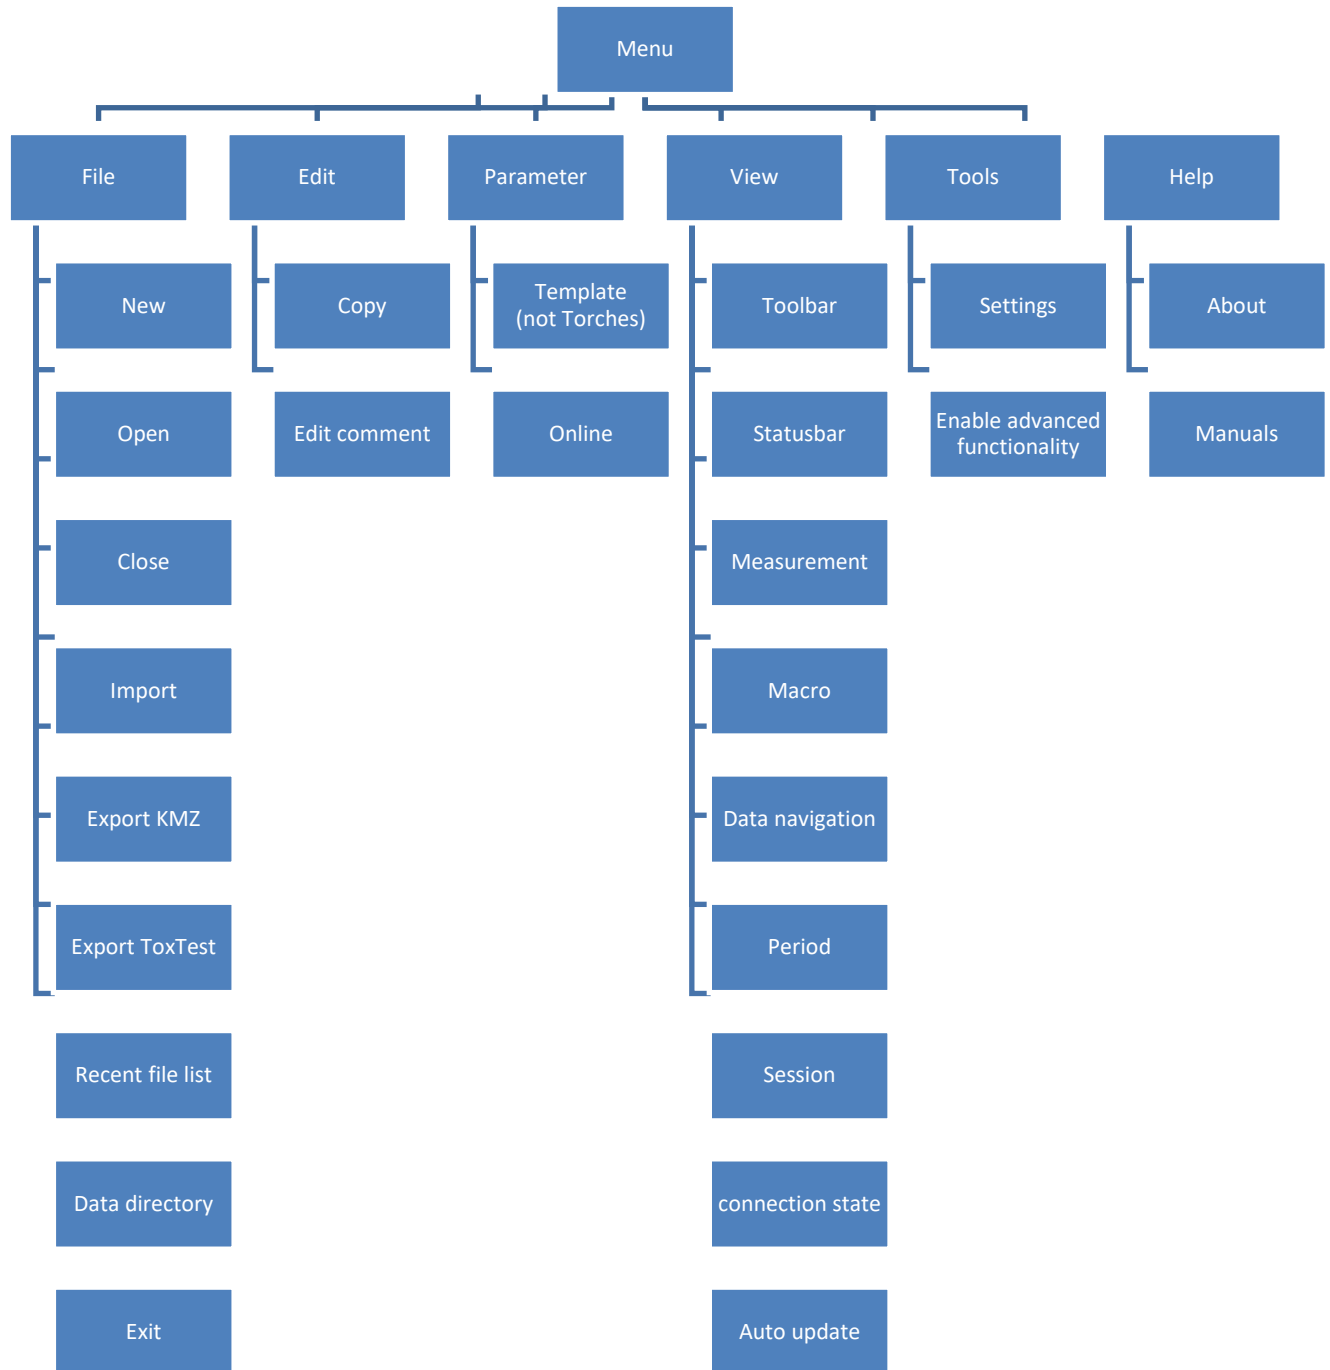 Menu
File
Edit
Parameter
View
Tools
Help
New
Copy
Template
(not Torches)
Toolbar
Settings
About
Open
Edit comment
Online
Statusbar
Enable advanced
functionality
Manuals
Close
Measurement
Import
Macro
Export KMZ
Data navigation
Export ToxTest
Period
Recent file list
Session
Data directory
connection state
Exit
Auto update